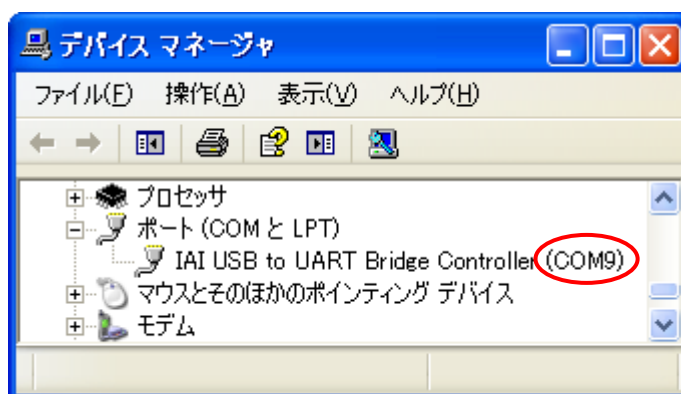 デバイス マネージャ
ファイル(F) 操作(A) 表示(V) ヘルプ(H)
プロセッサ
ポート (COM と LPT)
IAI USB to UART Bridge Controller (COM9)
マウスとそのほかのポインティング デバイス
モデム